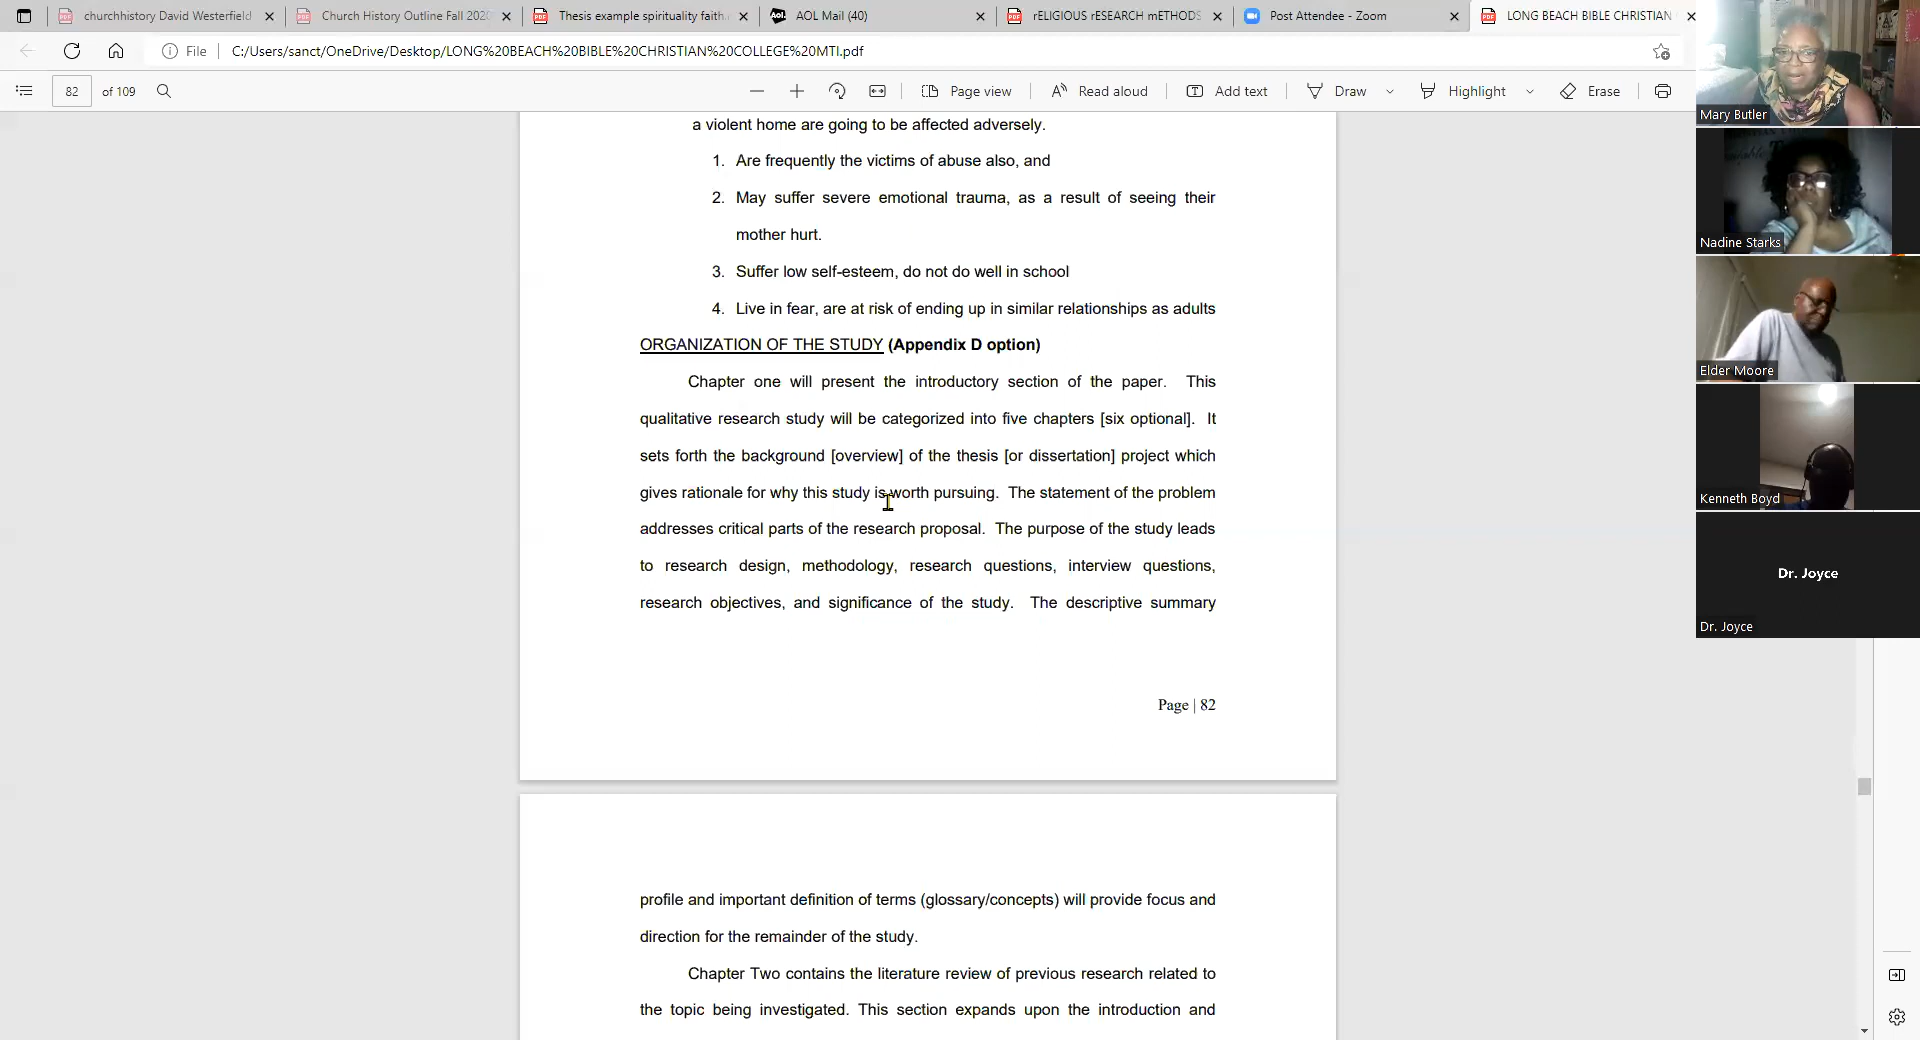 churchhistory David Westerfield
Church History Outline Fall 2020
Thesis example spirituality faith.
AOL Mail (40)
rELIGIOUS rESEARCH mETHODS
Post Attendee - Zoom
LONG BEACH BIBLE CHRISTIAN
File
C:/Users/sanct/OneDrive/Desktop/LONG%20BEACH%20BIBLE%20CHRISTIAN%20COLLEGE%20MTI.pdf
82 of 109
Page view
Read aloud
Add text
Draw
Highlight
Erase
a violent home are going to be affected adversely.
1. Are frequently the victims of abuse also, and
2. May suffer severe emotional trauma, as a result of seeing their
mother hurt.
3. Suffer low self-esteem, do not do well in school
4. Live in fear, are at risk of ending up in similar relationships as adults
ORGANIZATION OF THE STUDY (Appendix D option)
Chapter one will present the introductory section of the paper. This
qualitative research study will be categorized into five chapters [six optional]. It
sets forth the background [overview] of the thesis [or dissertation] project which
gives rationale for why this study is worth pursuing. The statement of the problem
addresses critical parts of the research proposal. The purpose of the study leads
to research design, methodology, research questions, interview questions,
research objectives, and significance of the study. The descriptive summary
Page | 82
profile and important definition of terms (glossary/concepts) will provide focus and
direction for the remainder of the study.
Chapter Two contains the literature review of previous research related to
the topic being investigated. This section expands upon the introduction and
Mary Butler
Nadine Starks
Elder Moore
Kenneth Boyd
Dr. Joyce
Dr. Joyce